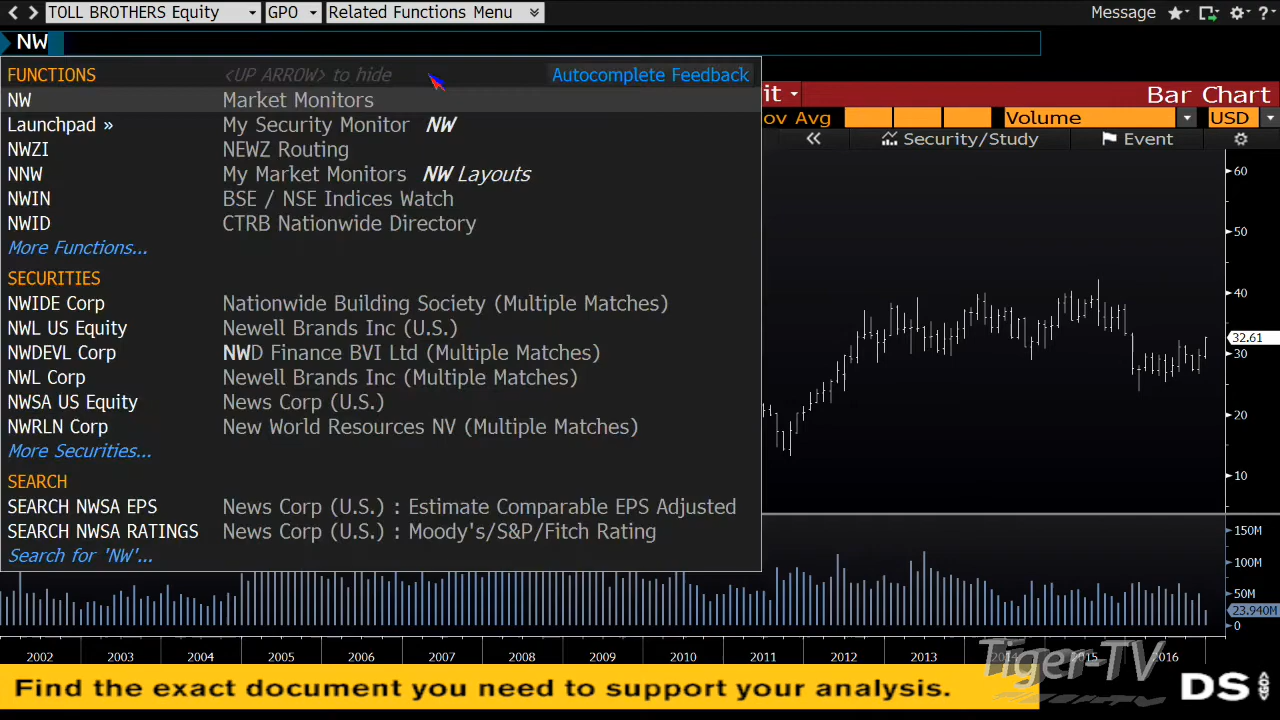 TOLL BROTHERS Equity GPO Related Functions Menu Message ?
NW
FUNCTIONS <UP ARROW> to hide Autocomplete Feedback
NW Market Monitors
Launchpad » My Security Monitor NW
NWZI NEWZ Routing
NNW My Market Monitors NW Layouts
NWIN BSE / NSE Indices Watch
NWID CTRB Nationwide Directory
More Functions...
SECURITIES
NWIDE Corp Nationwide Building Society (Multiple Matches)
NWL US Equity Newell Brands Inc (U.S.)
NWDEVL Corp NWD Finance BVI Ltd (Multiple Matches)
NWL Corp Newell Brands Inc (Multiple Matches)
NWSA US Equity News Corp (U.S.)
NWRLN Corp New World Resources NV (Multiple Matches)
More Securities...
SEARCH
SEARCH NWSA EPS News Corp (U.S.) : Estimate Comparable EPS Adjusted
SEARCH NWSA RATINGS News Corp (U.S.) : Moody's/S&P/Fitch Rating
Search for 'NW'...
it Bar Chart
ov Avg Volume USD
« Security/Study Event
60
50
40
32.61
30
20
10
150M
100M
50M
23.940M
0
2002 2003 2004 2005 2006 2007 2008 2009 2010 2011 2012 2013 2014 2015 2016
Tiger-TV
Find the exact document you need to support your analysis.
DS